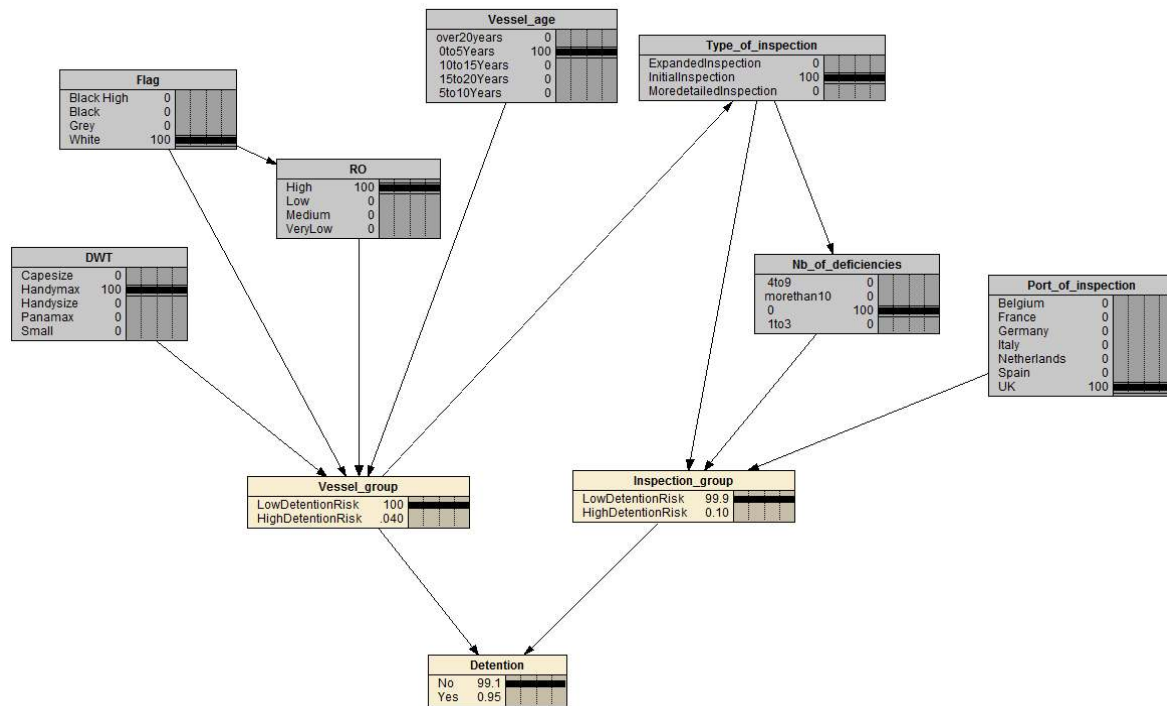 Vessel_age
over20years 0
0to5Years 100
10to15Years 0
15to20Years 0
5to10Years 0
Type_of_inspection
ExpandedInspection 0
InitialInspection 100
MoredetailedInspection 0
Flag
Black High 0
Black 0
Grey 0
White 100
RO
High 100
Low 0
Medium 0
VeryLow 0
DWT
Capesize 0
Handymax 100
Handysize 0
Panamax 0
Small 0
Nb_of_deficiencies
4to9 0
morethan10 0
0 100
1to3 0
Port_of_inspection
Belgium 0
France 0
Germany 0
Italy 0
Netherlands 0
Spain 0
UK 100
Vessel_group
LowDetentionRisk 100
HighDetentionRisk .040
Inspection_group
LowDetentionRisk 99.9
HighDetentionRisk 0.10
Detention
No 99.1
Yes 0.95